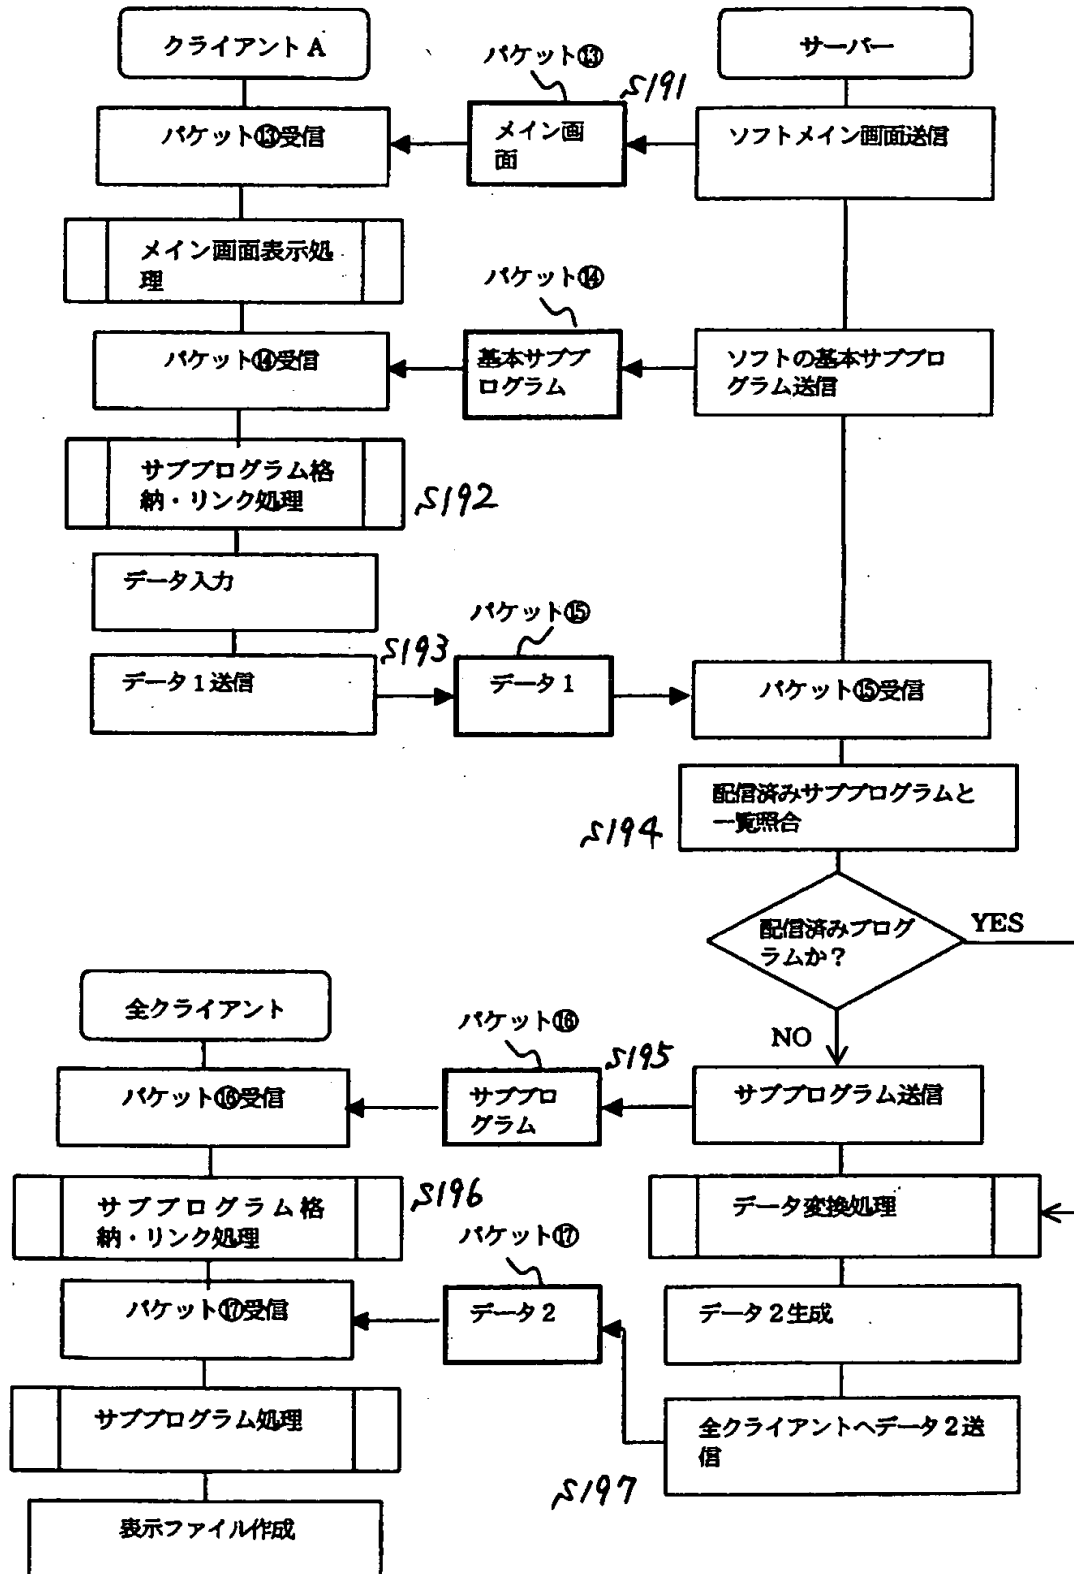 クライアント A
パケット⑬
サーバー
S191
パケット⑬受信
メイン画
面
ソフトメイン画面送信
メイン画面表示処
理
パケット⑭
パケット⑭受信
基本サブプ
ログラム
ソフトの基本サブプロ
グラム送信
サブプログラム格
納・リンク処理
S192
データ入力
パケット⑮
S193
データ1送信
データ1
パケット⑮受信
配信済みサブプログラムと
一覧照合
S194
配信済みプログ
ラムか?
YES
NO
全クライアント
パケット⑯
S195
パケット⑯受信
サブプロ
グラム
サブプログラム送信
サブプログラム格
納・リンク処理
S196
データ変換処理
パケット⑰
パケット⑰受信
データ2
データ2生成
サブプログラム処理
全クライアントへデータ2送
信
S197
表示ファイル作成